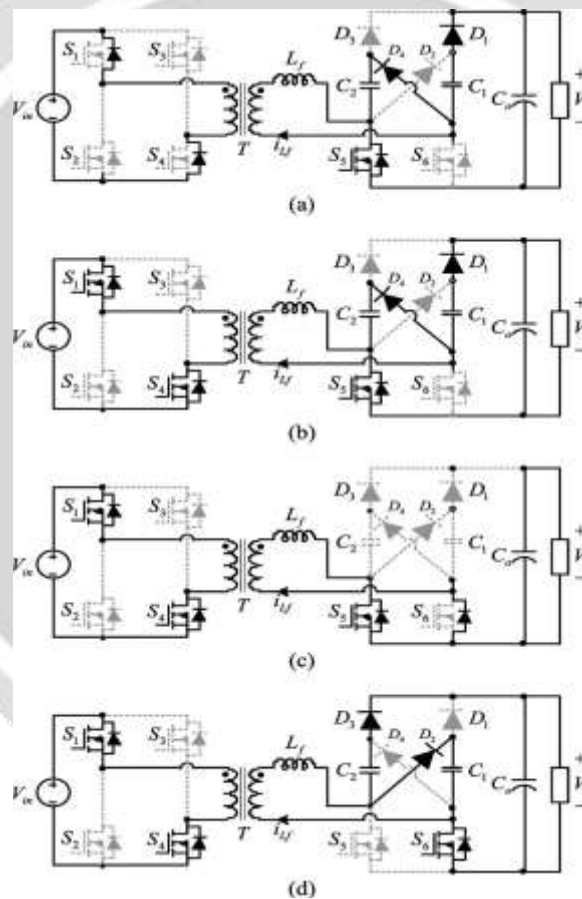 S1 S3 Lf D3 D4 D2 D1
Vin C2 C1 Co + V −
S2 S4 T iLf S5 S6
(a)
S1 S3 Lf D3 D4 D2 D1
Vin C2 C1 Co + V −
S2 S4 T iLf S5 S6
(b)
S1 S3 Lf D3 D4 D2 D1
Vin C2 C1 Co + V −
S2 S4 T iLf S5 S6
(c)
S1 S3 Lf D3 D4 D2 D1
Vin C2 C1 Co + V −
S2 S4 T iLf S5 S6
(d)